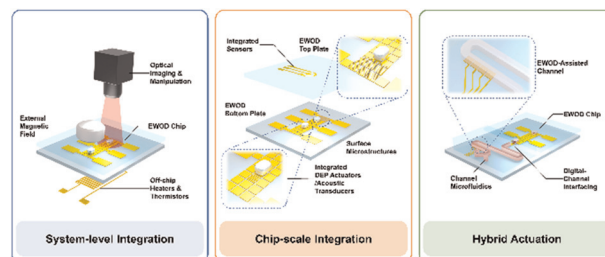 Optical
Imaging &
Manipulation
External
Magnetic
Field
EWOD Chip
Off-chip
Heaters &
Thermistors
System-level Integration
Integrated
Sensors
EWOD
Top Plate
EWOD
Bottom Plate
Surface
Microstructures
Integrated
DEP Actuators
/Acoustic
Transducers
Chip-scale Integration
EWOD-Assisted
Channel
EWOD Chip
Channel
Microfluidics
Digital-
Channel
Interfacing
Hybrid Actuation